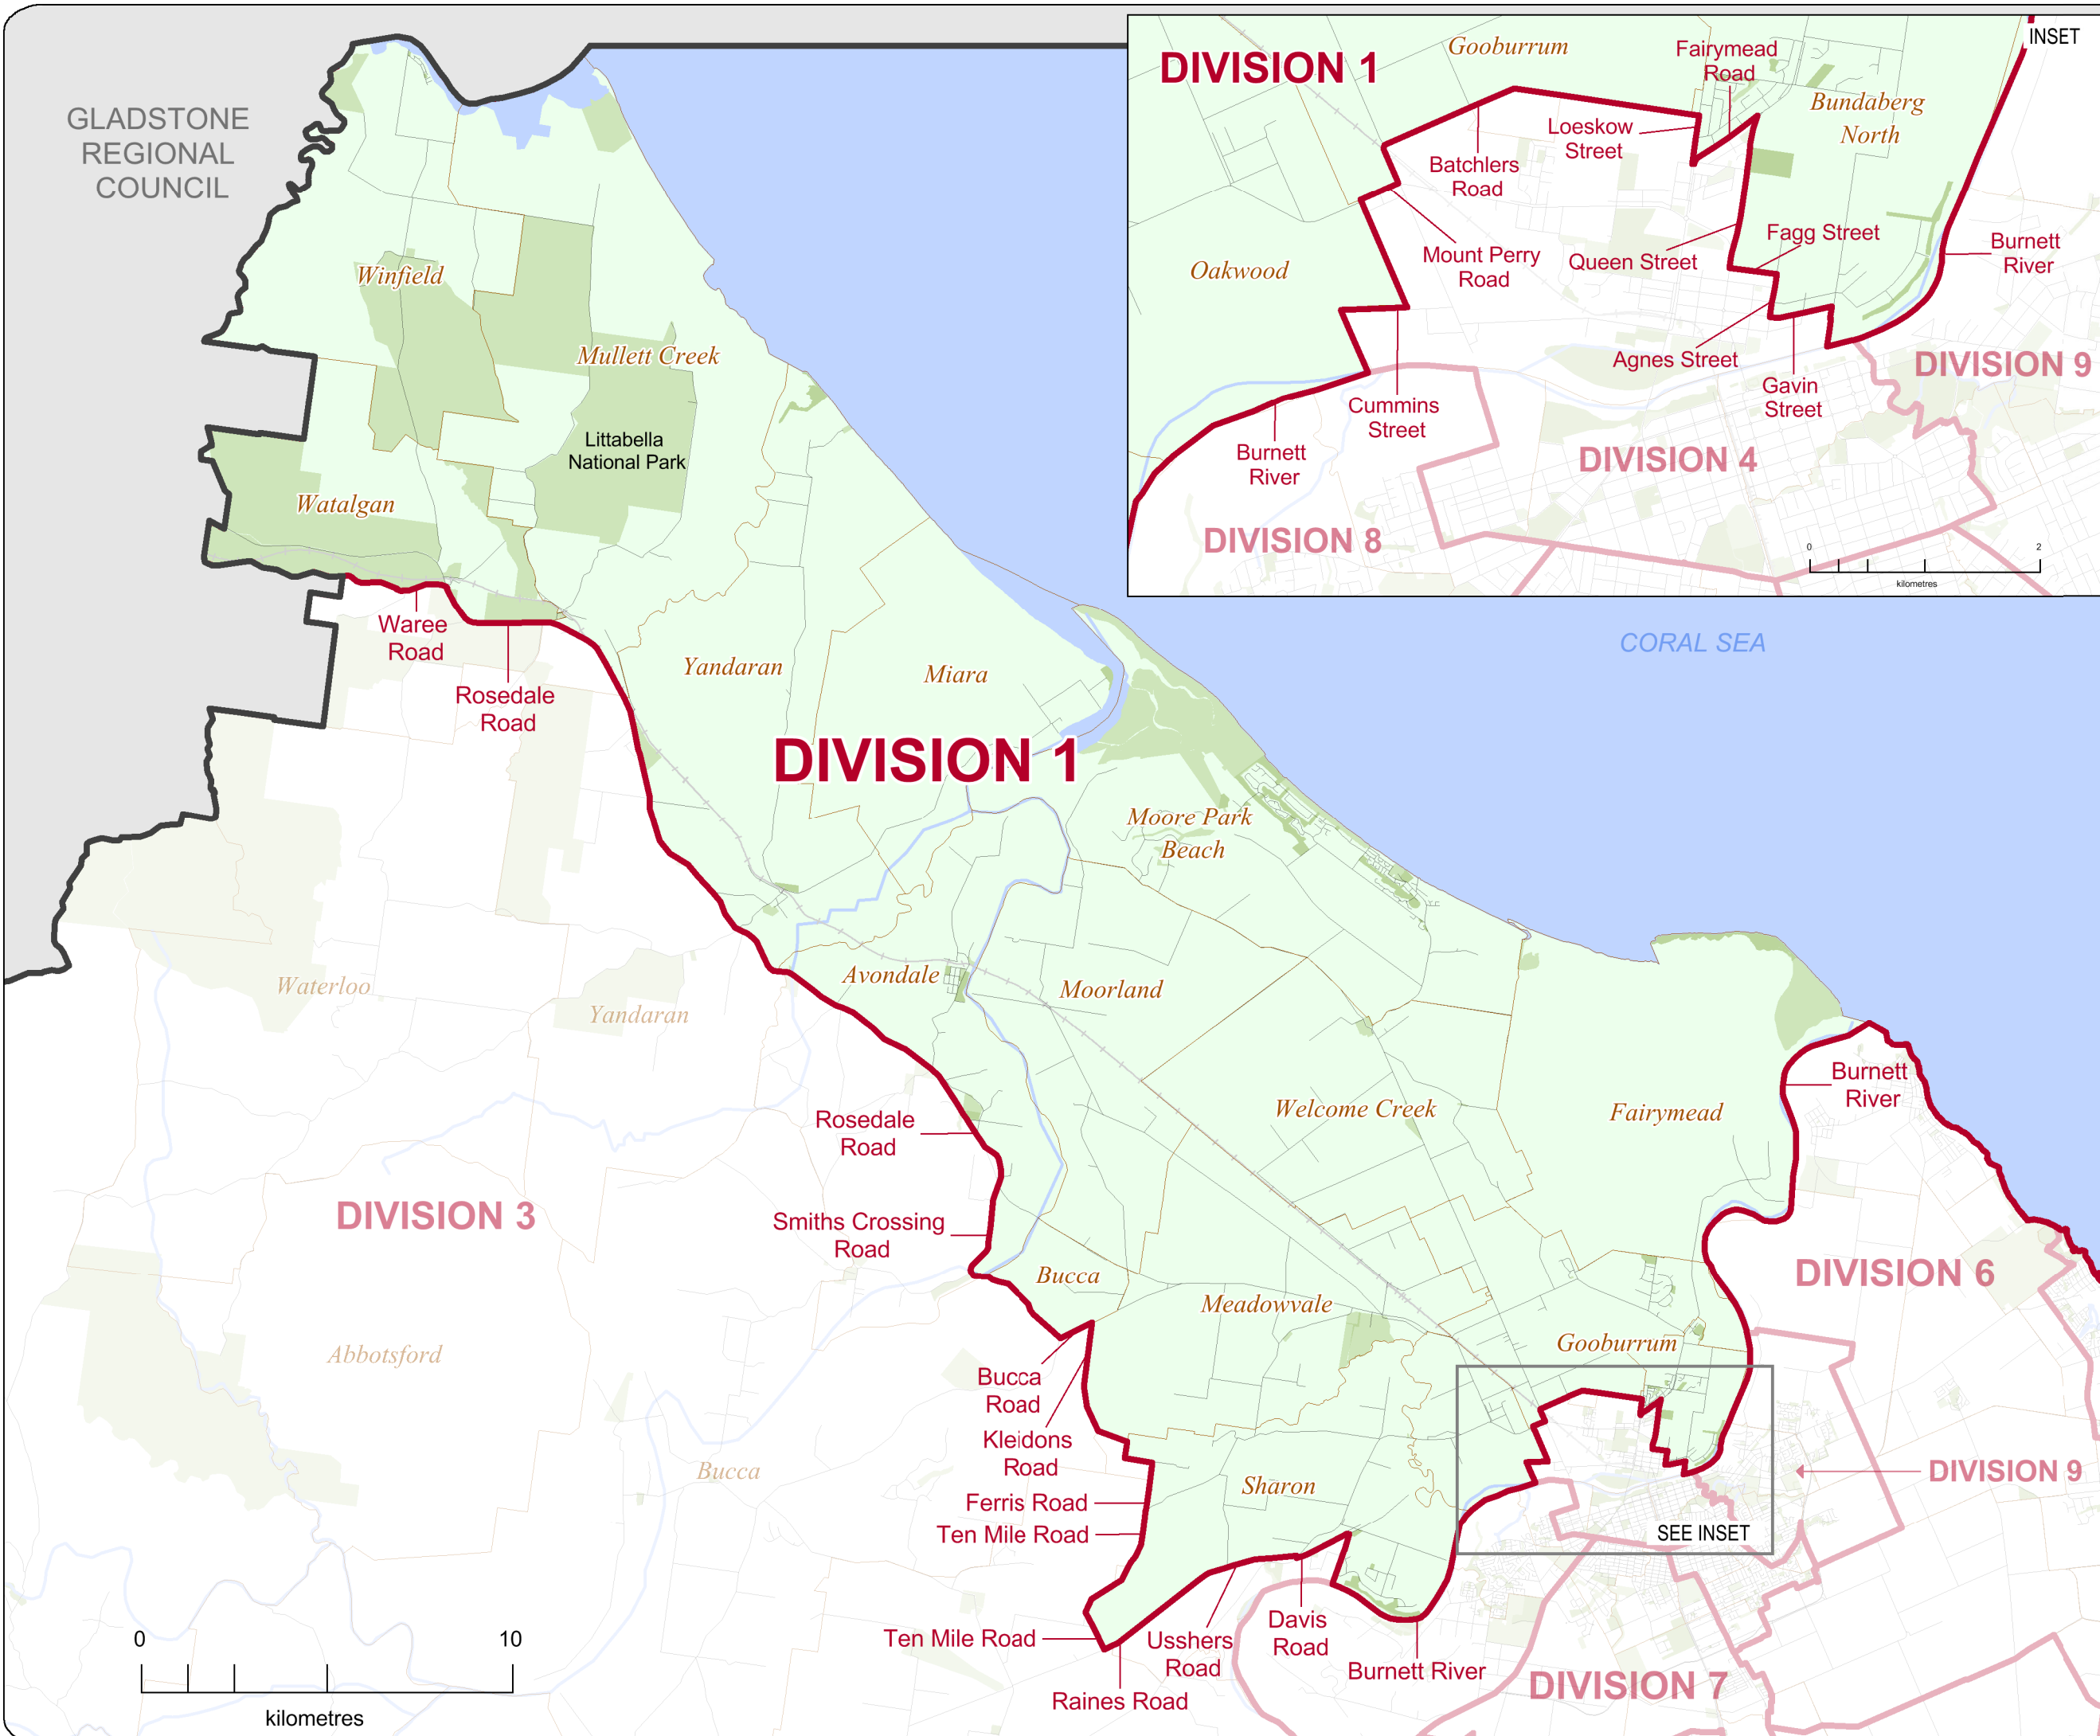 GLADSTONE
REGIONAL
COUNCIL
Winfield
Mullett Creek
Littabella
National Park
Watalgan
Waree
Road
Rosedale
Road
Yandaran
Miara
DIVISION 1
Moore Park
Beach
CORAL SEA
Avondale
Moorland
Waterloo
Yandaran
Welcome Creek
Fairymead
Burnett
River
Rosedale
Road
DIVISION 3
Smiths Crossing
Road
Bucca
Meadowvale
Gooburrum
DIVISION 6
Abbotsford
Bucca
Road
Kleidons
Road
Bucca
Sharon
Ferris Road
Ten Mile Road
DIVISION 9
SEE INSET
Ten Mile Road
Usshers
Road
Davis
Road
Burnett River
Raines Road
DIVISION 7
0
10
kilometres
INSET
DIVISION 1
Gooburrum
Fairymead
Road
Bundaberg
North
Loeskow
Street
Batchlers
Road
Mount Perry
Road
Queen Street
Fagg Street
Burnett
River
Oakwood
Agnes Street
Gavin
Street
DIVISION 9
Cummins
Street
Burnett
River
DIVISION 4
DIVISION 8
0
2
kilometres